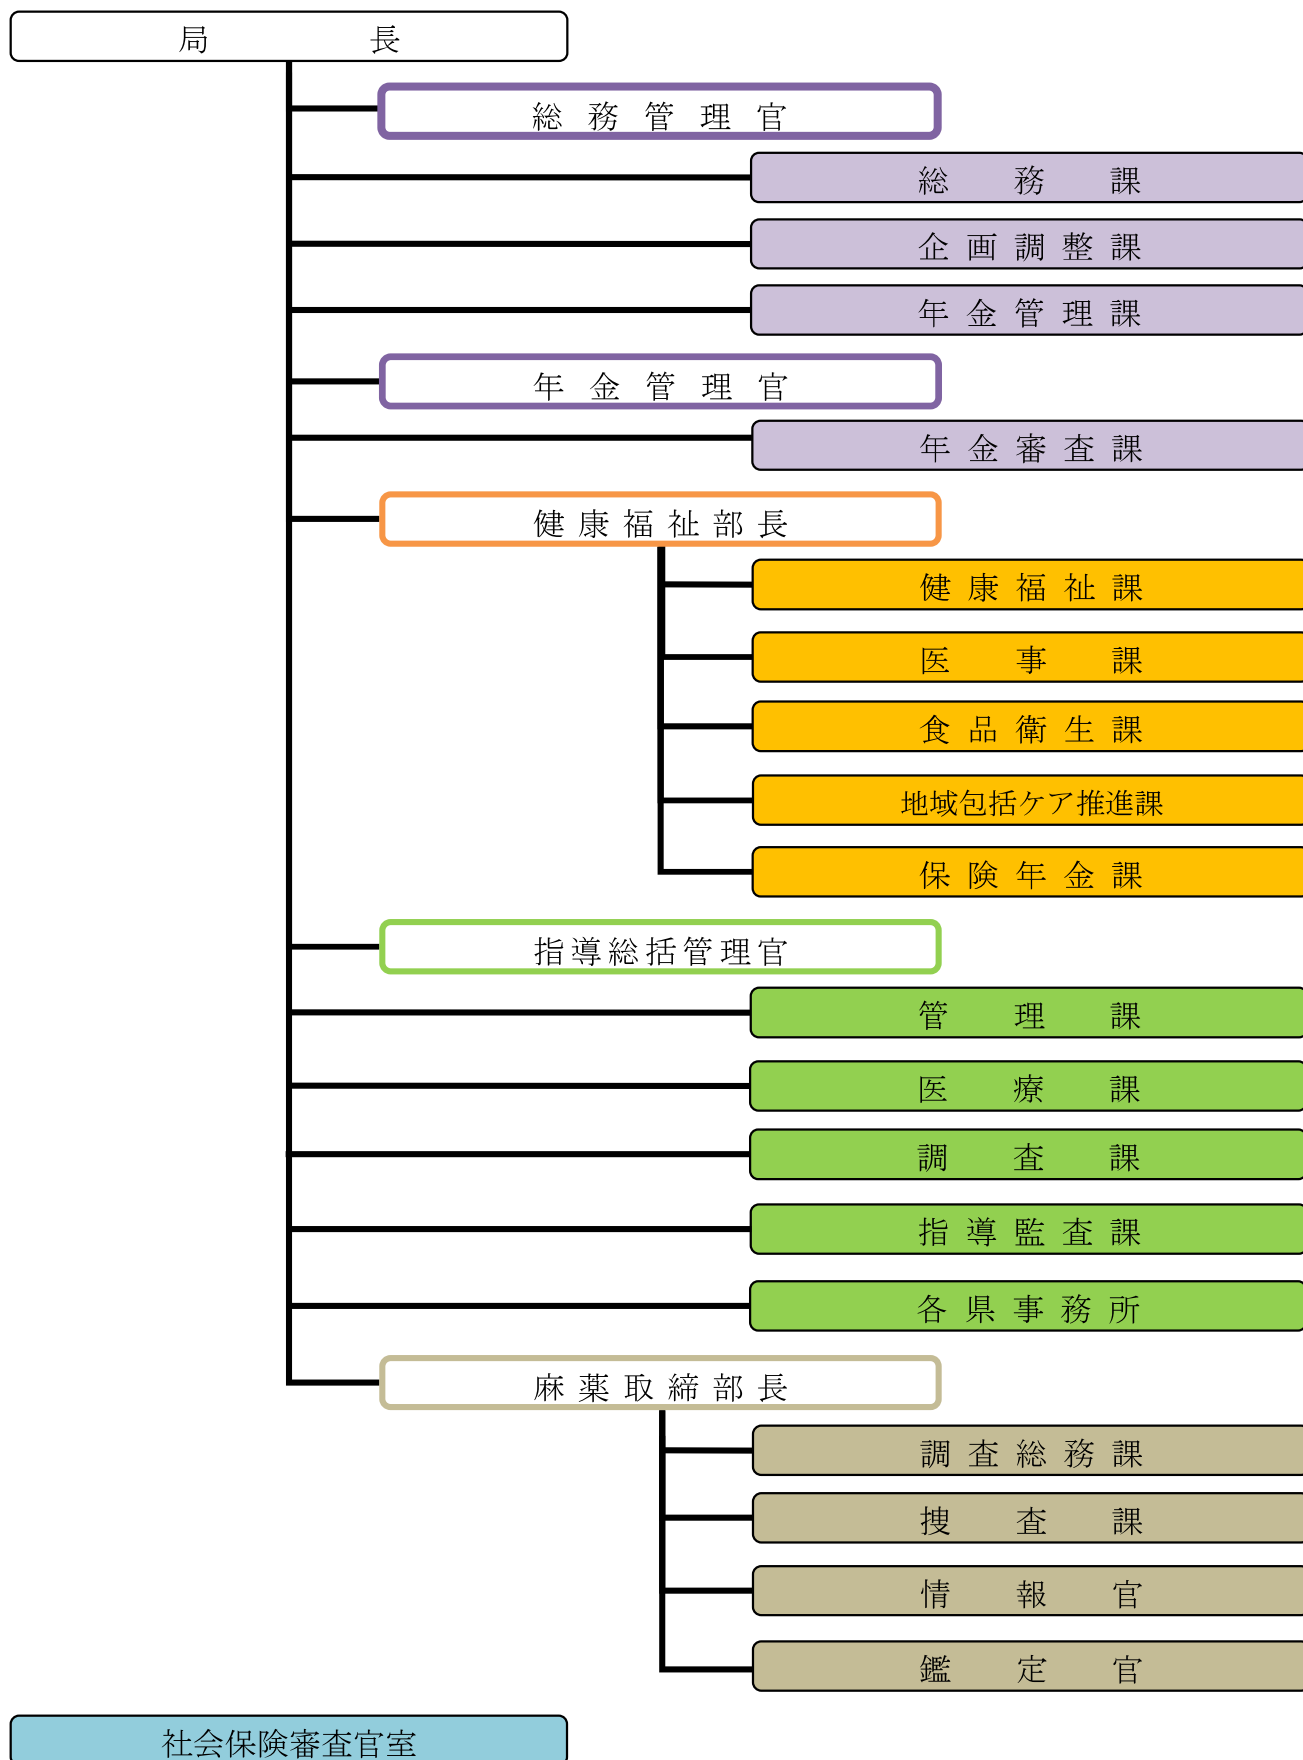 局長
総務管理官
総務課
企画調整課
年金管理課
年金管理官
年金審査課
健康福祉部長
健康福祉課
医事課
食品衛生課
地域包括ケア推進課
保険年金課
指導総括管理官
管理課
医療課
調査課
指導監査課
各県事務所
麻薬取締部長
調査総務課
捜査課
情報官
鑑定官
社会保険審査官室